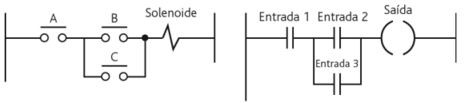 A
B
Solenoide
C
Entrada 1 Entrada 2
Saída
Entrada 3